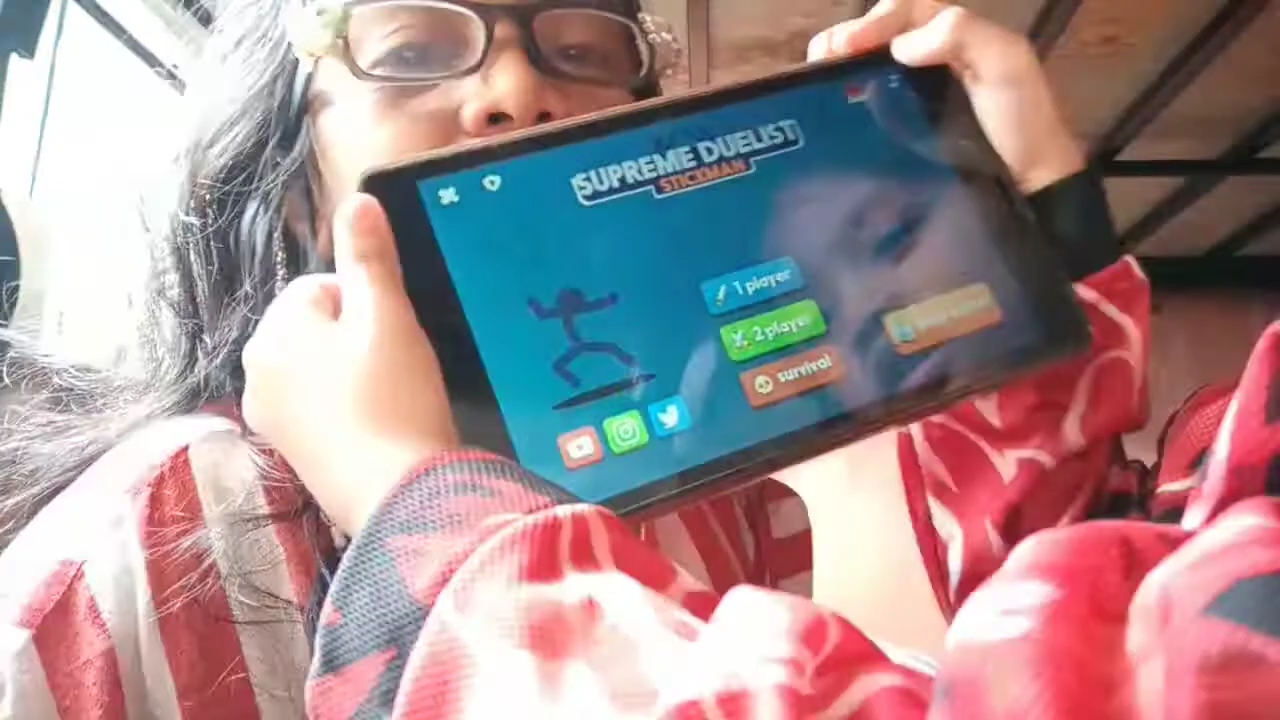 SUPREME DUELIST
STICKMAN
1 player
2 player
survival